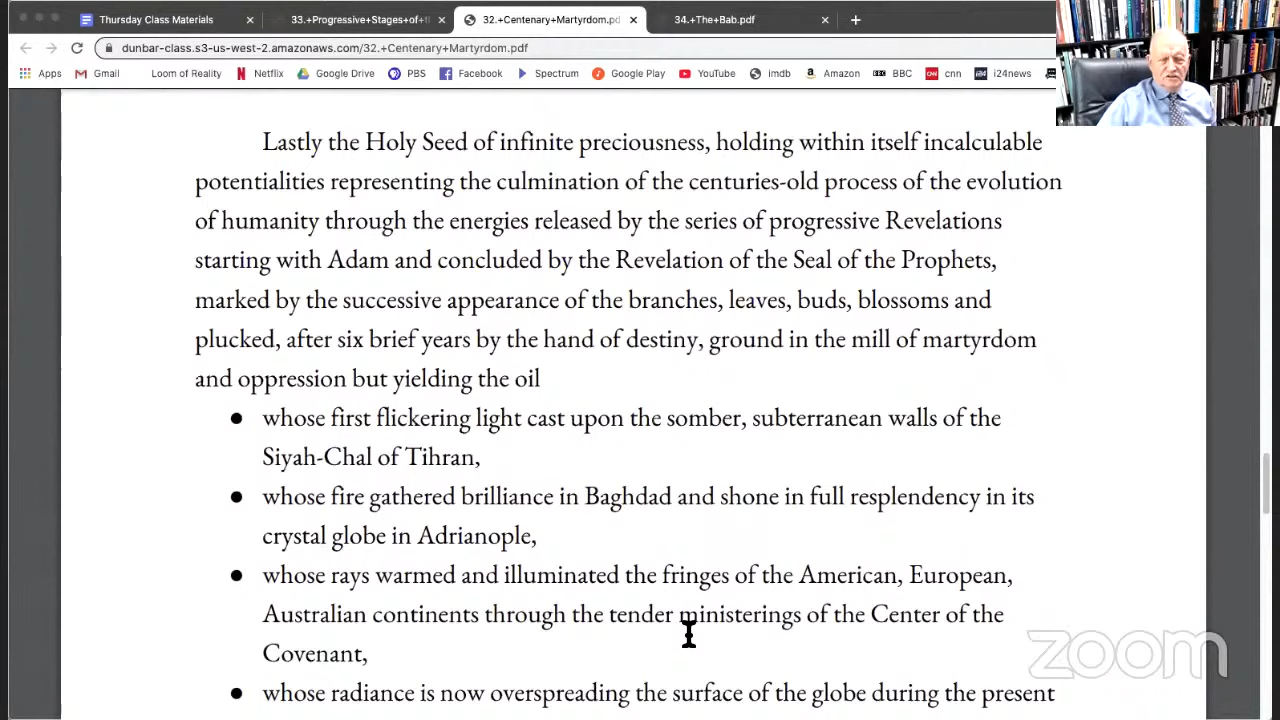 Thursday Class Materials
33.+Progressive+Stages+of+t
32.+Centenary+Martyrdom.pd
34.+The+Bab.pdf
dunbar-class.s3-us-west-2.amazonaws.com/32.+Centenary+Martyrdom.pdf
Apps Gmail Loom of Reality Netflix Google Drive PBS Facebook Spectrum Google Play YouTube imdb Amazon BBC cnn i24news
Lastly the Holy Seed of infinite preciousness, holding within itself incalculable
potentialities representing the culmination of the centuries-old process of the evolution
of humanity through the energies released by the series of progressive Revelations
starting with Adam and concluded by the Revelation of the Seal of the Prophets,
marked by the successive appearance of the branches, leaves, buds, blossoms and
plucked, after six brief years by the hand of destiny, ground in the mill of martyrdom
and oppression but yielding the oil
● whose first flickering light cast upon the somber, subterranean walls of the
Siyah-Chal of Tihran,
● whose fire gathered brilliance in Baghdad and shone in full resplendency in its
crystal globe in Adrianople,
● whose rays warmed and illuminated the fringes of the American, European,
Australian continents through the tender ministerings of the Center of the
Covenant,
● whose radiance is now overspreading the surface of the globe during the present
zoom